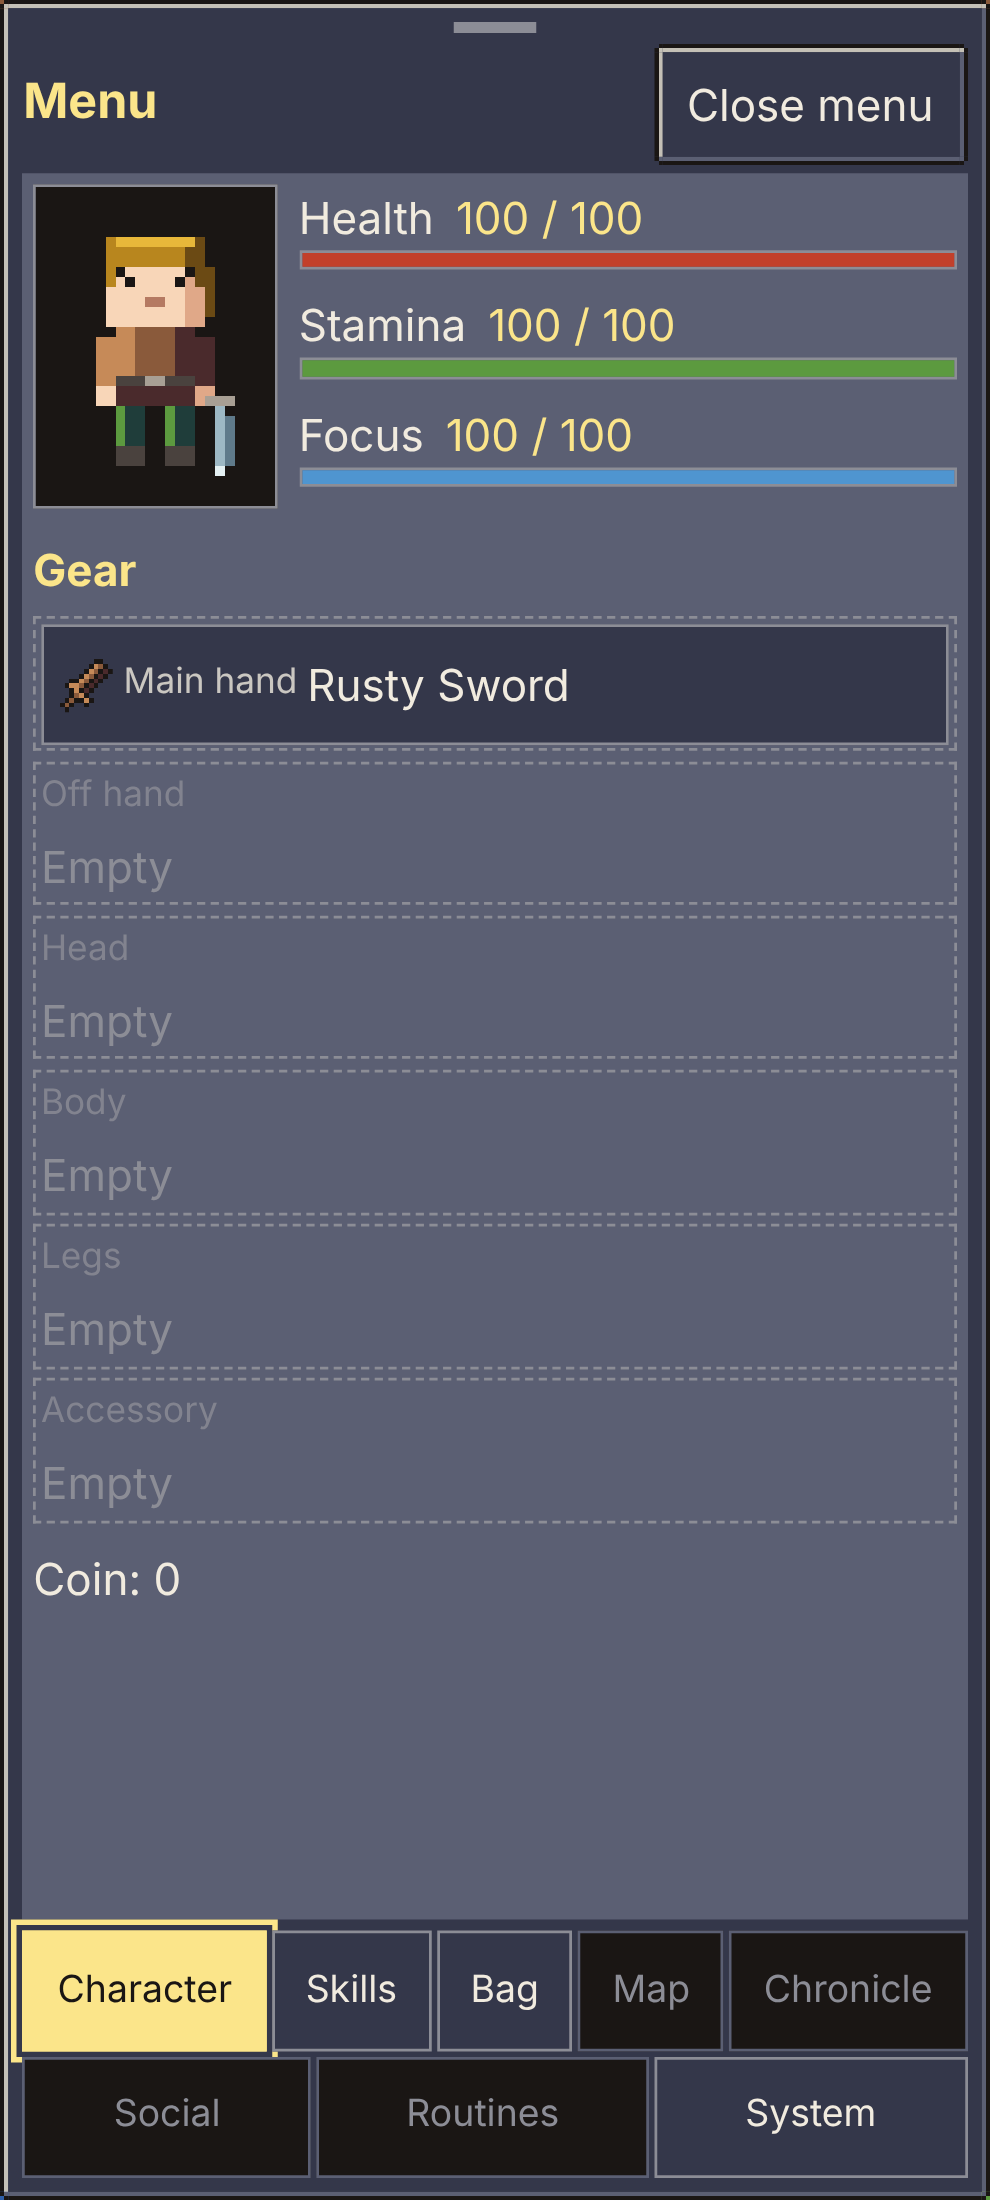 Menu
Close menu
Health 100 / 100
Stamina 100 / 100
Focus 100 / 100
Gear
Main hand Rusty Sword
Off hand
Empty
Head
Empty
Body
Empty
Legs
Empty
Accessory
Empty
Coin: 0
Character Skills Bag Map Chronicle
Social Routines System